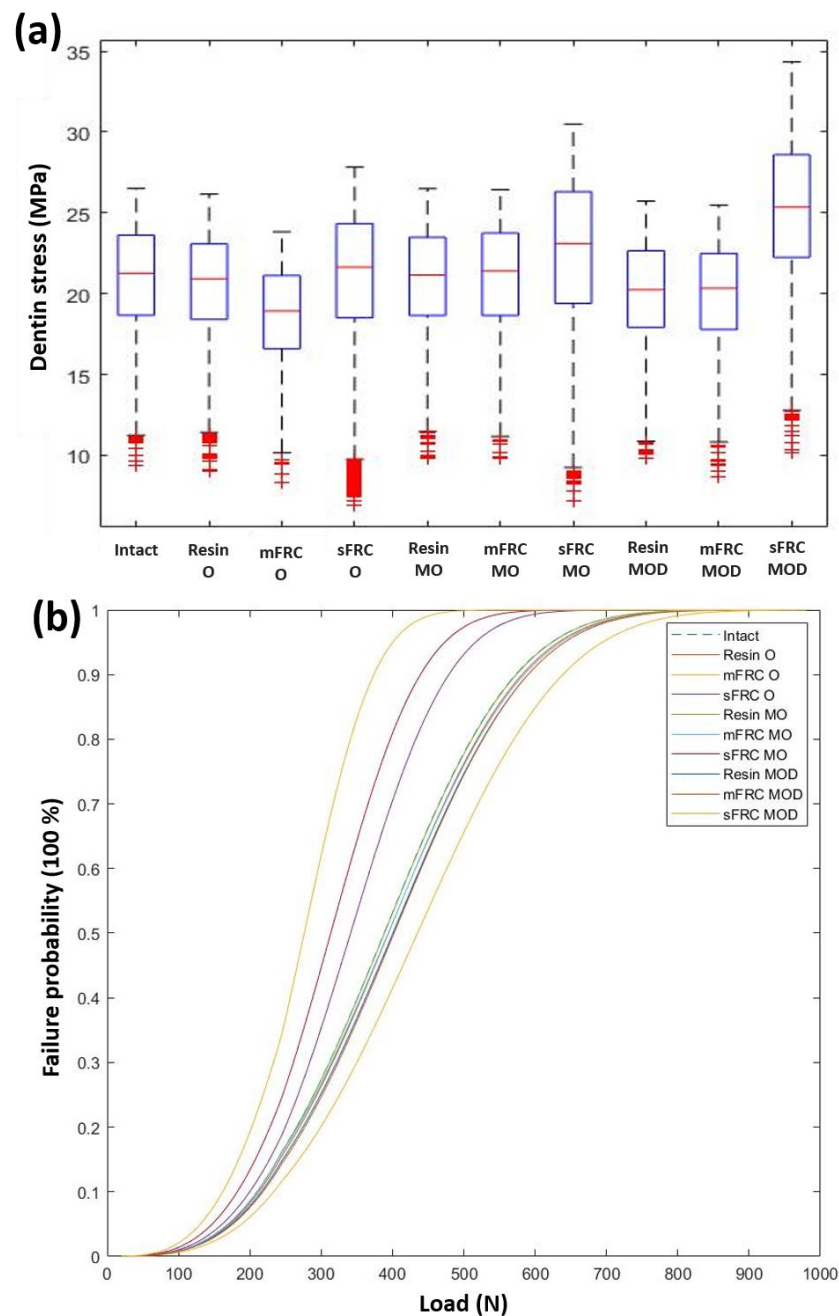 (a)
Dentin stress (MPa)
35
30
25
20
15
10
Intact
Resin
O
mFRC
O
sFRC
O
Resin
MO
mFRC
MO
sFRC
MO
Resin
MOD
mFRC
MOD
sFRC
MOD
(b)
Failure probability (100 %)
1
0.9
0.8
0.7
0.6
0.5
0.4
0.3
0.2
0.1
0
Intact
Resin O
mFRC O
sFRC O
Resin MO
mFRC MO
sFRC MO
Resin MOD
mFRC MOD
sFRC MOD
0 100 200 300 400 500 600 700 800 900 1000
Load (N)